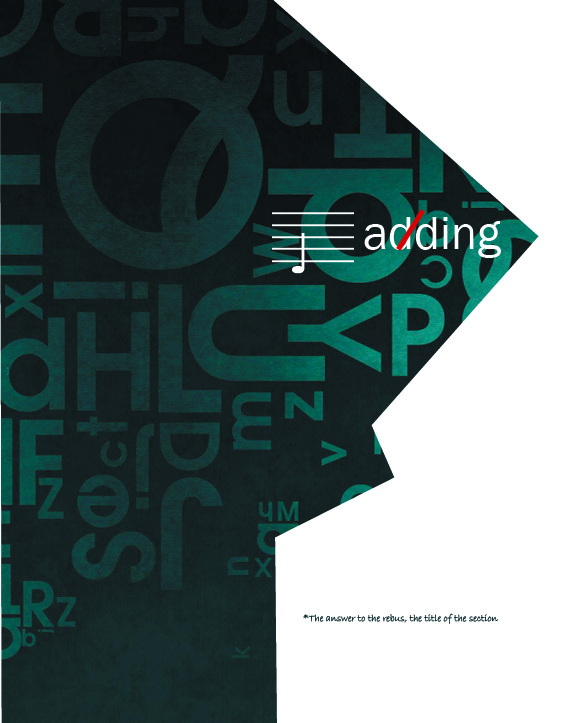 adding
*The answer to the rebus, the title of the section